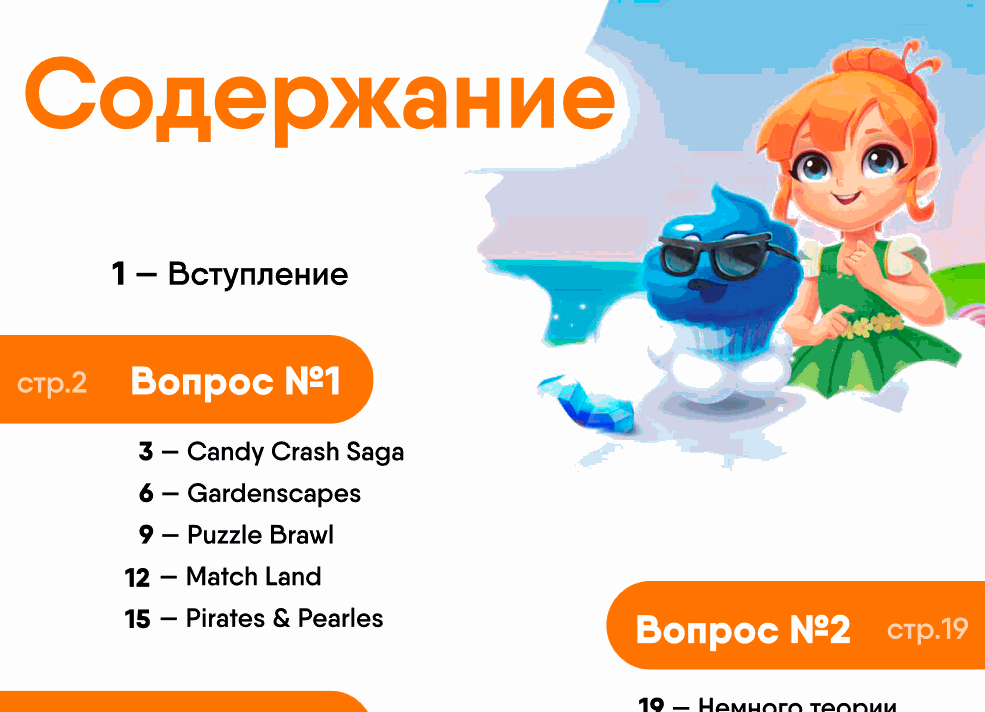 Содержание
1 — Вступление
стр.2 Вопрос №1
3 — Candy Crash Saga
6 — Gardenscapes
9 — Puzzle Brawl
12 — Match Land
15 — Pirates & Pearles
Вопрос №2 стр.19
19 — Немного теории